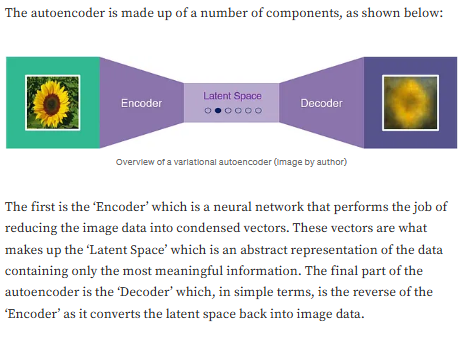 The autoencoder is made up of a number of components, as shown below:
Encoder
Latent Space
Decoder
Overview of a variational autoencoder (Image by author)
The first is the ‘Encoder’ which is a neural network that performs the job of
reducing the image data into condensed vectors. These vectors are what
makes up the ‘Latent Space’ which is an abstract representation of the data
containing only the most meaningful information. The final part of the
autoencoder is the ‘Decoder’ which, in simple terms, is the reverse of the
‘Encoder’ as it converts the latent space back into image data.